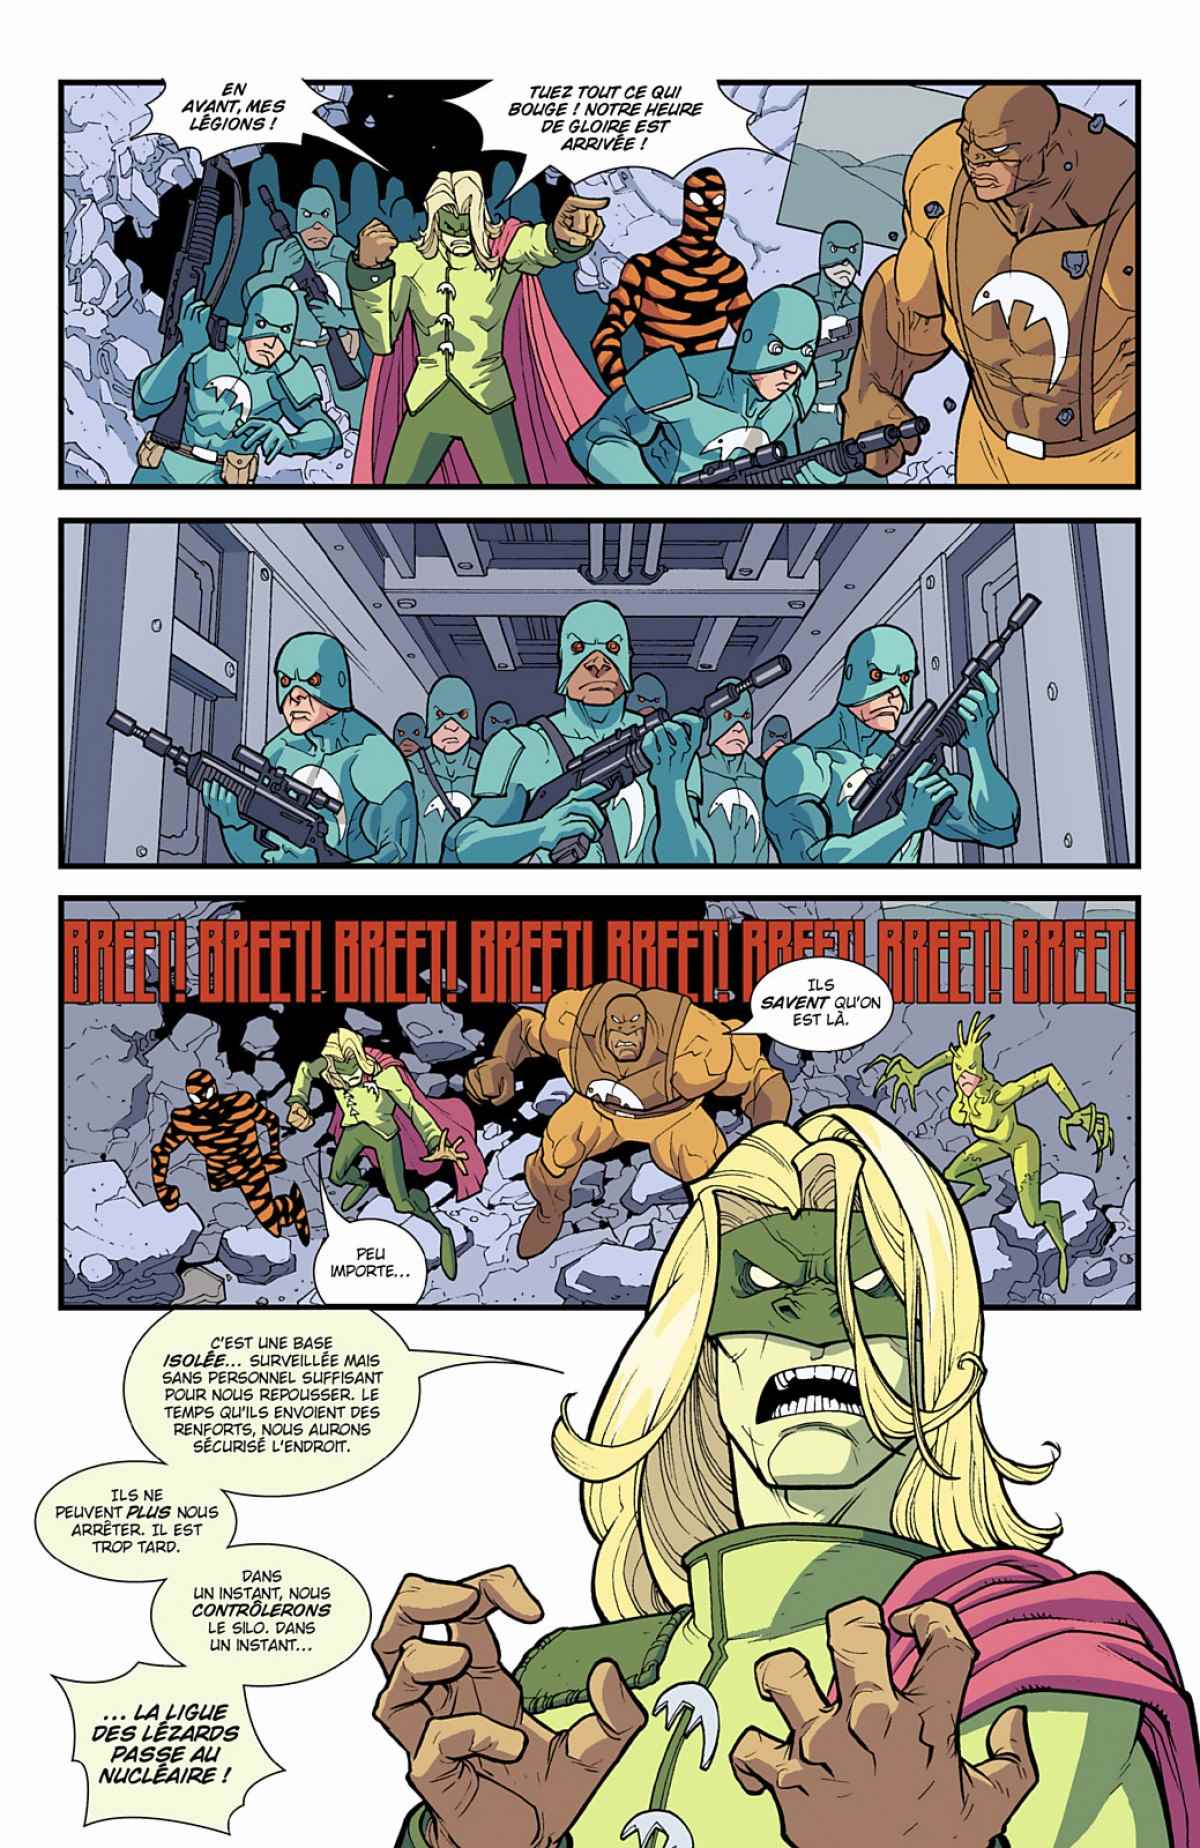 EN
AVANT, MES
LÉGIONS !
TUEZ TOUT CE QUI
BOUGE ! NOTRE HEURE
DE GLOIRE EST
ARRIVÉE !
BREET! BREET! BREET! BREET! BREET! BREET! BREET! BREET!
ILS
SAVENT QU'ON
EST LÀ.
PEU
IMPORTE...
C'EST UNE BASE
ISOLÉE... SURVEILLÉE MAIS
SANS PERSONNEL SUFFISANT
POUR NOUS REPOUSSER. LE
TEMPS QU'ILS ENVOIENT DES
RENFORTS, NOUS AURONS
SÉCURISÉ L'ENDROIT.
ILS NE
PEUVENT PLUS NOUS
ARRÊTER. IL EST
TROP TARD.
DANS
UN INSTANT, NOUS
CONTRÔLERONS
LE SILO. DANS
UN INSTANT...
... LA LIGUE
DES LÉZARDS
PASSE AU
NUCLÉAIRE !